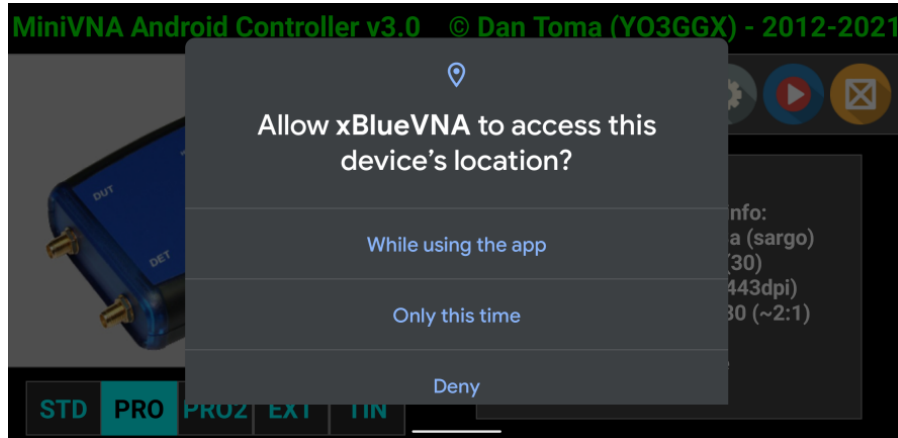 MiniVNA Android Controller v3.0 © Dan Toma (YO3GGX) - 2012-2021
Allow xBlueVNA to access this
device's location?
While using the app
Only this time
Deny
DUT
DET
nfo:
a (sargo)
(30)
443dpi)
30 (~2:1)
STD PRO PRO2 EXT TIN